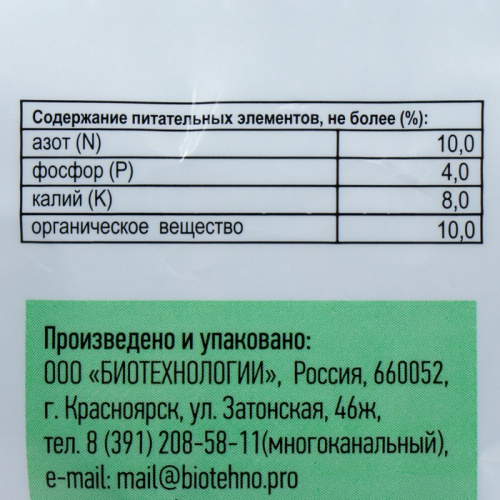 Содержание питательных элементов, не более (%):
азот (N) 10,0
фосфор (P) 4,0
калий (K) 8,0
органическое вещество 10,0
Произведено и упаковано:
ООО «БИОТЕХНОЛОГИИ», Россия, 660052,
г. Красноярск, ул. Затонская, 46ж,
тел. 8 (391) 208-58-11(многоканальный),
e-mail: mail@biotehno.pro